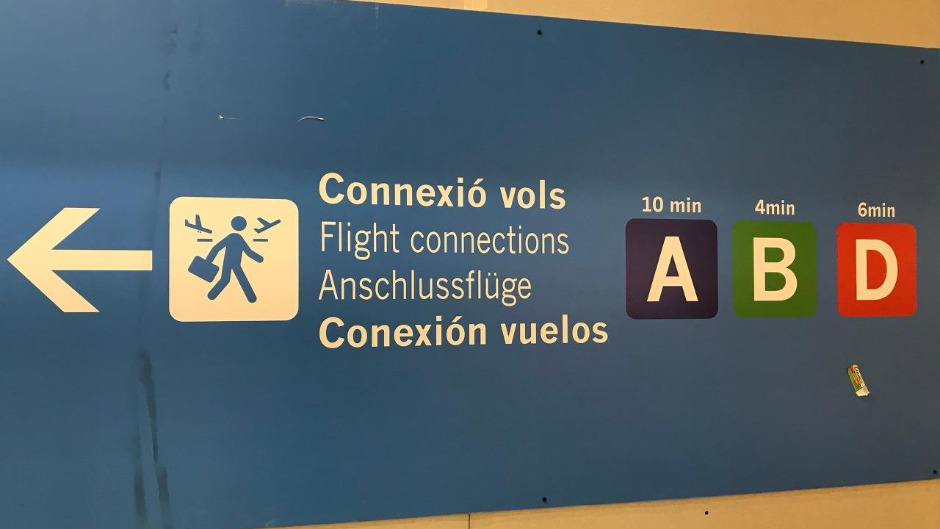 Connexió vols
Flight connections
Anschlussflüge
Conexión vuelos
10 min
4min
6min
A
B
D